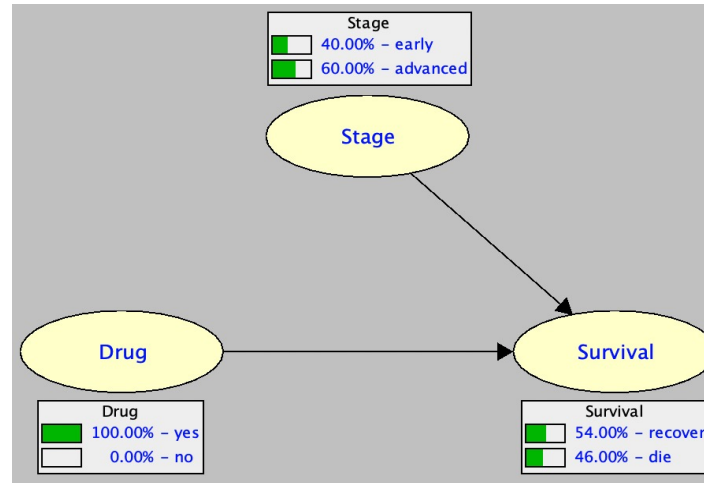 Stage
40.00% - early
60.00% - advanced
Stage
Drug
Survival
Drug
100.00% - yes
0.00% - no
Survival
54.00% - recover
46.00% - die